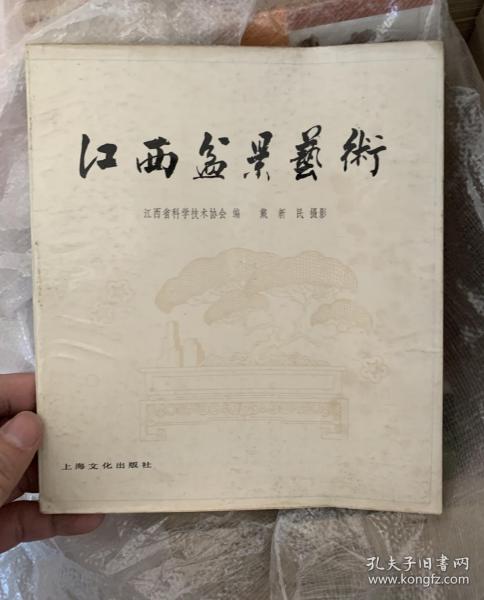 江西盆景藝術
江西省科学技术协会 编 戴新民 摄影
上海文化出版社
孔夫子旧书网
www.kongfz.com